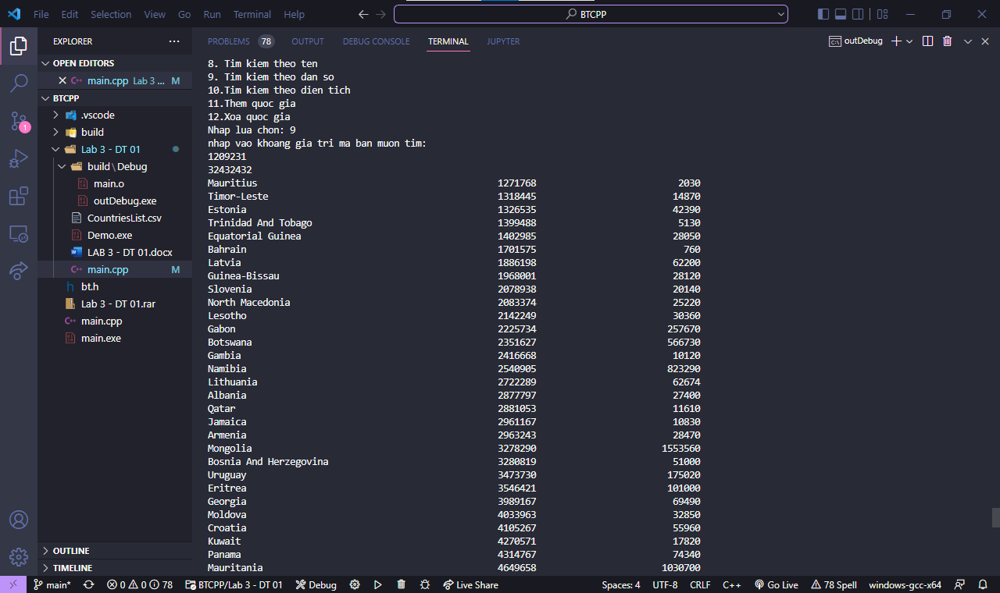 File Edit Selection View Go Run Terminal Help BTCPP
EXPLORER
OPEN EDITORS
main.cpp Lab 3 ... M
BTCPP
.vscode
build
Lab 3 - DT 01
build\Debug
main.o
outDebug.exe
CountriesList.csv
Demo.exe
LAB 3 - DT 01.docx
main.cpp M
bt.h
Lab 3 - DT 01.rar
main.cpp
main.exe
OUTLINE
TIMELINE
1
PROBLEMS 78 OUTPUT DEBUG CONSOLE TERMINAL JUPYTER outDebug
8. Tim kiem theo ten
9. Tim kiem theo dan so
10.Tim kiem theo dien tich
11.Them quoc gia
12.Xoa quoc gia
Nhap lua chon: 9
nhap vao khoang gia tri ma ban muon tim:
1209231
32432432
Mauritius 1271768 2030
Timor-Leste 1318445 14870
Estonia 1326535 42390
Trinidad And Tobago 1399488 5130
Equatorial Guinea 1402985 28050
Bahrain 1701575 760
Latvia 1886198 62200
Guinea-Bissau 1968001 28120
Slovenia 2078938 20140
North Macedonia 2083374 25220
Lesotho 2142249 30360
Gabon 2225734 257670
Botswana 2351627 566730
Gambia 2416668 10120
Namibia 2540905 823290
Lithuania 2722289 62674
Albania 2877797 27400
Qatar 2881053 11610
Jamaica 2961167 10830
Armenia 2963243 28470
Mongolia 3278290 1553560
Bosnia And Herzegovina 3280819 51000
Uruguay 3473730 175020
Eritrea 3546421 101000
Georgia 3989167 69490
Moldova 4033963 32850
Croatia 4105267 55960
Kuwait 4270571 17820
Panama 4314767 74340
Mauritania 4649658 1030700
main* 0 0 78 BTCPP/Lab 3 - DT 01 Debug Live Share Spaces: 4 UTF-8 CRLF C++ Go Live 78 Spell windows-gcc-x64